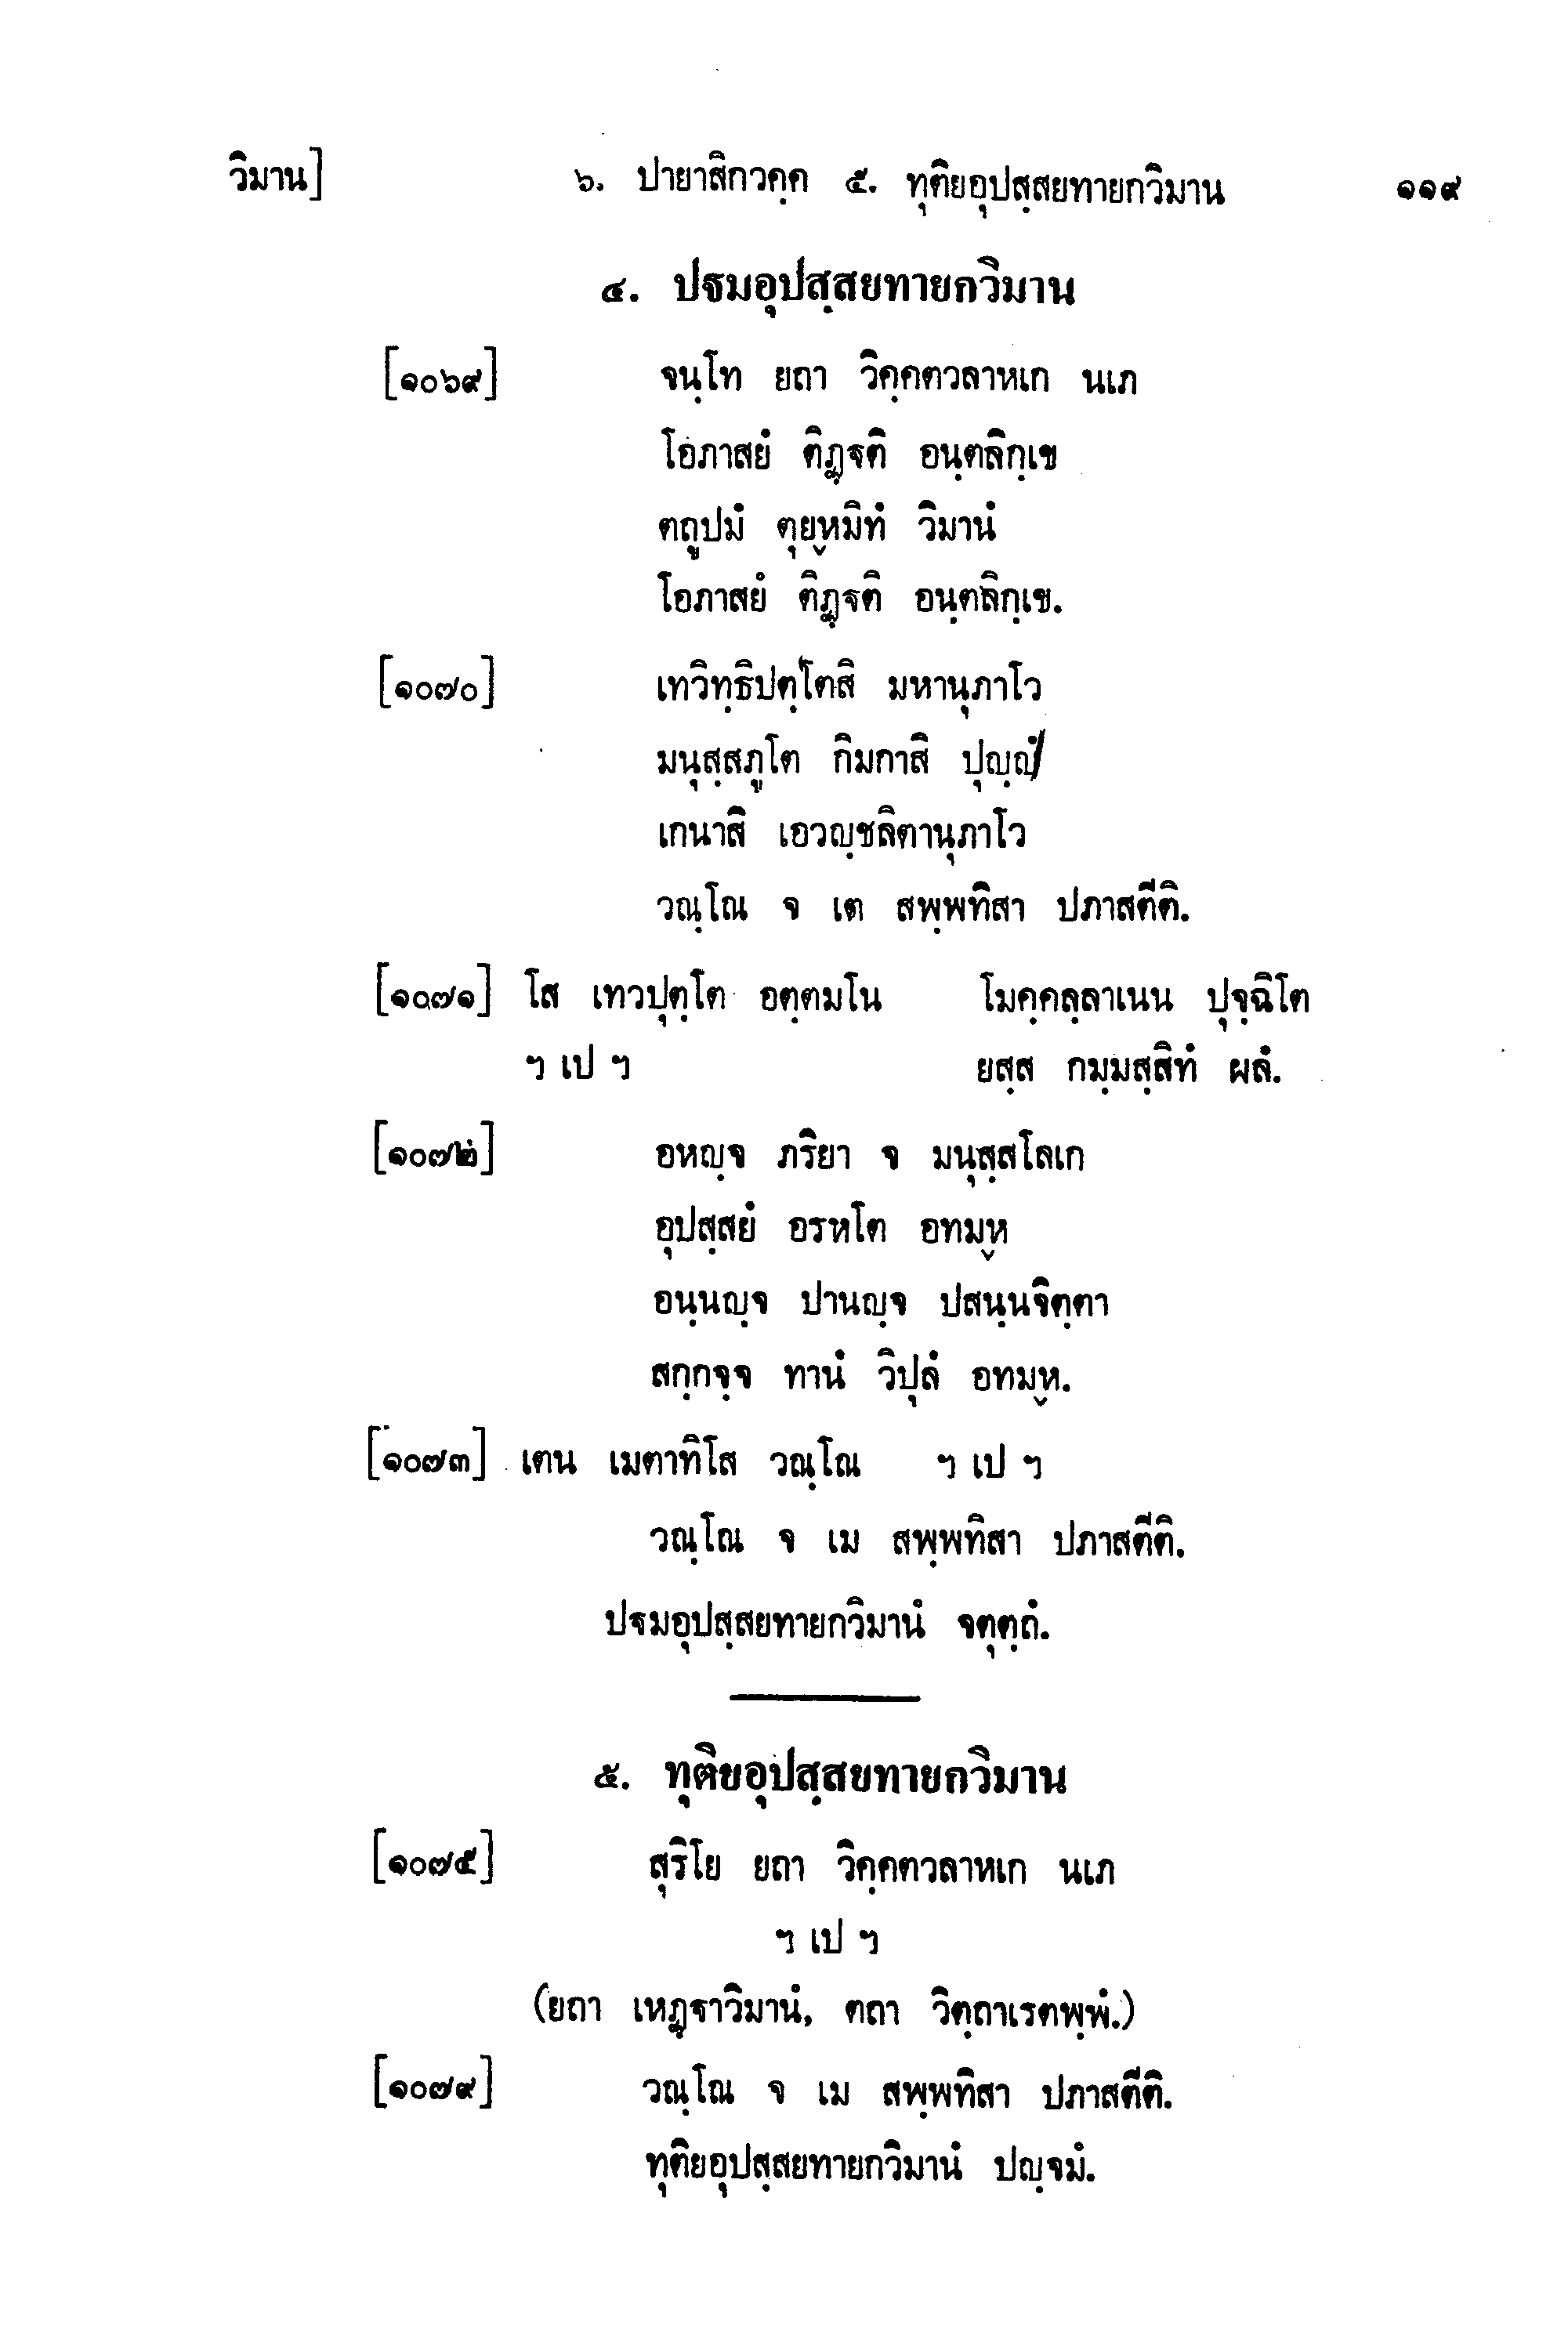 วิมาน] ๖. ปายาสิกวคฺค ๕. ทุติยอุปสฺสยทายกวิมาน ๑๑๙
๔. ปฐมอุปสฺสยทายกวิมาน
[๑๐๖๙] จนฺโท ยถา วิคฺคตวลาหเก นเภ
โอภาสยํ ติฏฺฐติ อนฺตลิกฺเข
ตถูปมํ ตุยฺหมิทํ วิมานํ
โอภาสยํ ติฏฺฐติ อนฺตลิกฺเข.
[๑๐๗๐] เทวิทฺธิปตฺโตสิ มหานุภาโว
มนุสฺสภูโต กิมกาสิ ปุญฺญํ
เกนาสิ เอวญฺชลิตานุภาโว
วณฺโณ จ เต สพฺพทิสา ปภาสตีติ.
[๑๐๗๑] โส เทวปุตฺโต อตฺตมโน โมคฺคลฺลาเนน ปุจฺฉิโต
ฯ เป ฯ ยสฺส กมฺมสฺสิทํ ผลํ.
[๑๐๗๒] อหญฺจ ภริยา จ มนุสฺสโลเก
อุปสฺสยํ อรหโต อทมฺห
อนฺนญฺจ ปานญฺจ ปสนฺนจิตฺตา
สกฺกจฺจ ทานํ วิปุลํ อทมฺห.
[๑๐๗๓] เตน เมตาทิโส วณฺโณ ฯ เป ฯ
วณฺโณ จ เม สพฺพทิสา ปภาสตีติ.
ปฐมอุปสฺสยทายกวิมานํ จตุตฺถํ.
๕. ทุติยอุปสฺสยทายกวิมาน
[๑๐๗๕] สุริโย ยถา วิคฺคตวลาหเก นเภ
ฯ เป ฯ
(ยถา เหฏฺฐาวิมานํ, ตถา วิตฺถาเรตพฺพํ.)
[๑๐๗๙] วณฺโณ จ เม สพฺพทิสา ปภาสตีติ.
ทุติยอุปสฺสยทายกวิมานํ ปญฺจมํ.